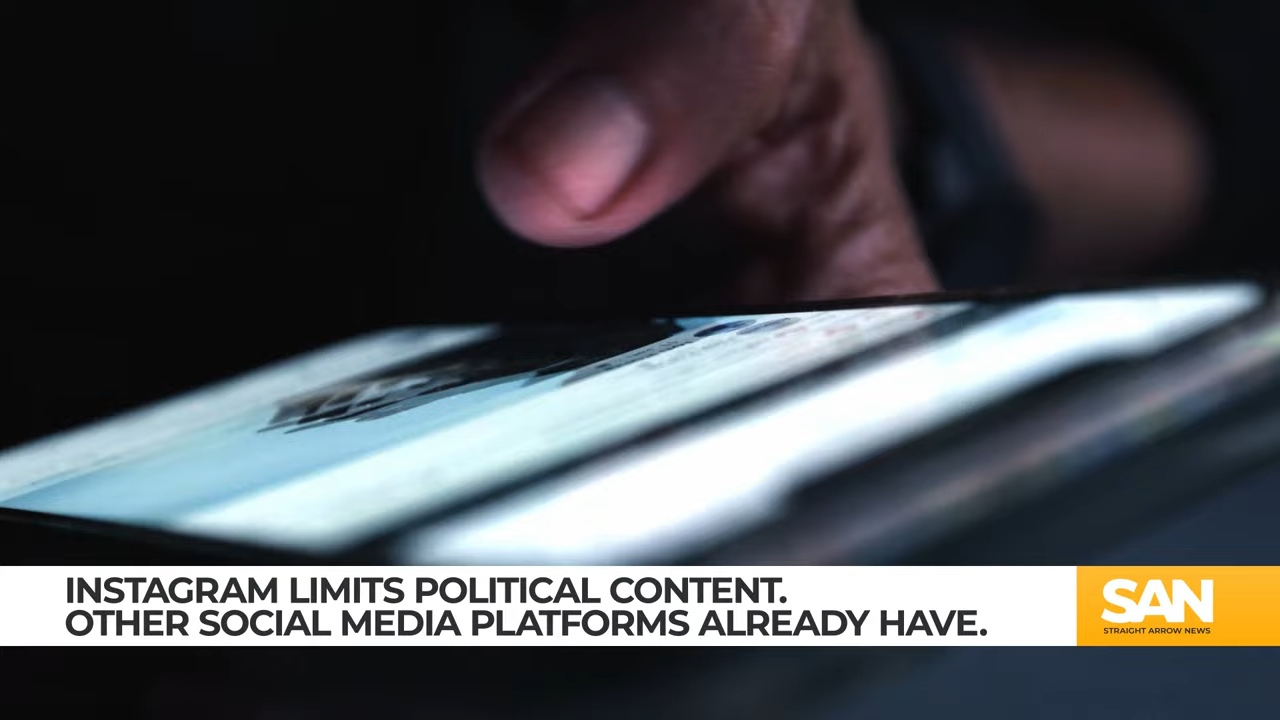 INSTAGRAM LIMITS POLITICAL CONTENT.
OTHER SOCIAL MEDIA PLATFORMS ALREADY HAVE.
SAN
STRAIGHT ARROW NEWS